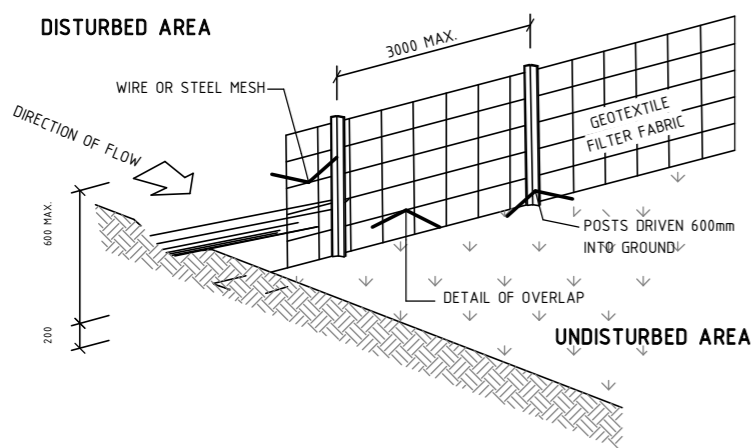 DISTURBED AREA
3000 MAX.
WIRE OR STEEL MESH
DIRECTION OF FLOW
GEOTEXTILE
FILTER FABRIC
600 MAX.
POSTS DRIVEN 600mm
INTO GROUND
DETAIL OF OVERLAP
200
UNDISTURBED AREA